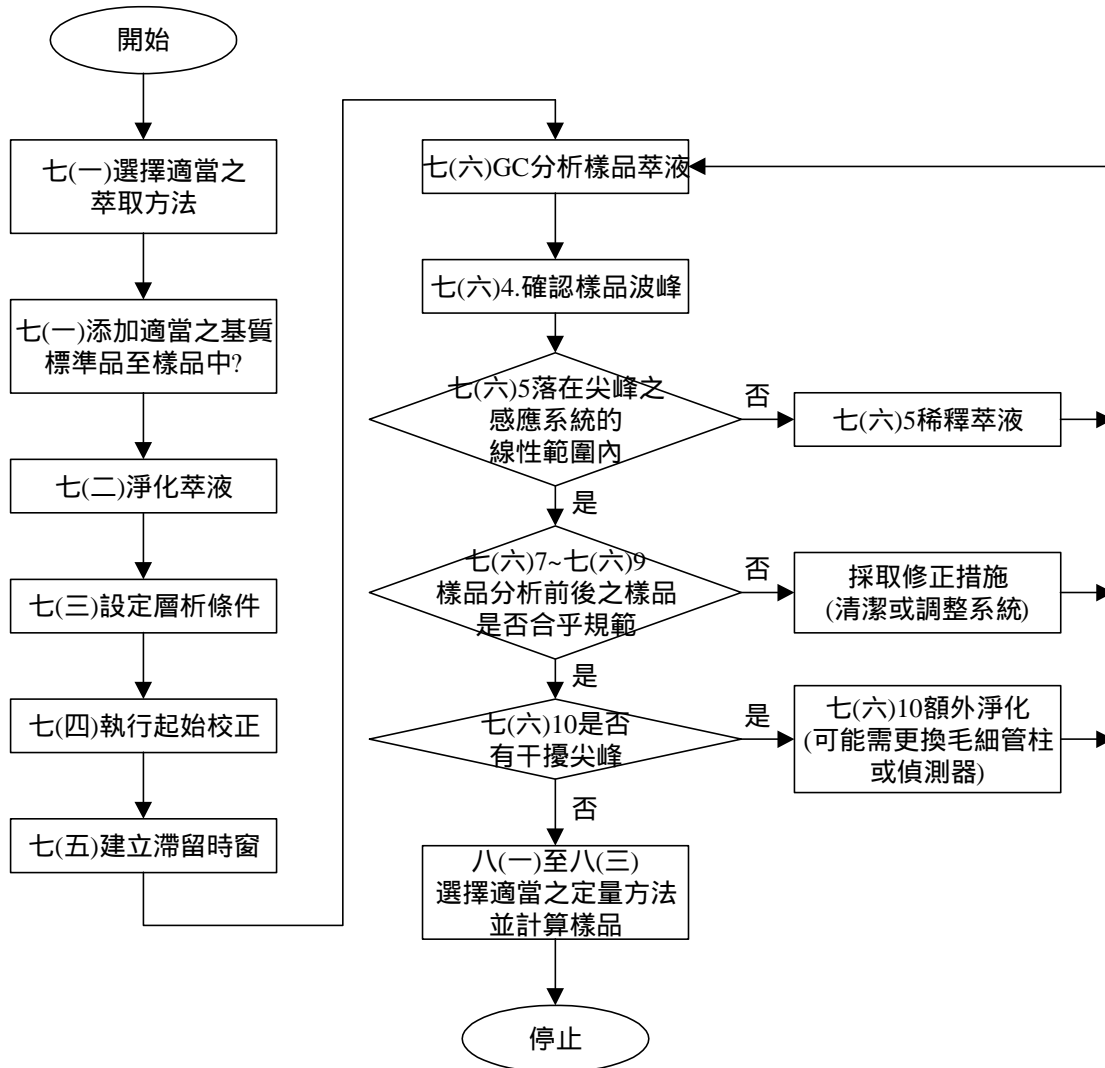 開始
七(一)選擇適當之
萃取方法
七(一)添加適當之基質
標準品至樣品中?
七(二)淨化萃液
七(三)設定層析條件
七(四)執行起始校正
七(五)建立滯留時窗
七(六)GC分析樣品萃液
七(六)4.確認樣品波峰
七(六)5落在尖峰之
感應系統的
線性範圍內
否
七(六)5稀釋萃液
是
七(六)7~七(六)9
樣品分析前後之樣品
是否合乎規範
否
採取修正措施
(清潔或調整系統)
是
七(六)10是否
有干擾尖峰
是
七(六)10額外淨化
(可能需更換毛細管柱
或偵測器)
否
八(一)至八(三)
選擇適當之定量方法
並計算樣品
停止